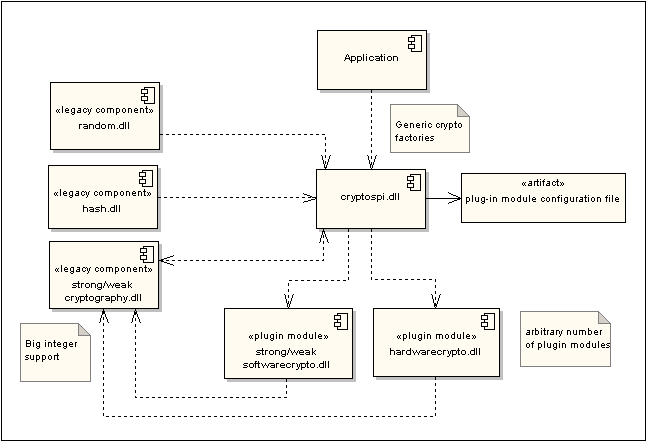 Application
«legacy component»
random.dll
Generic crypto
factories
«legacy component»
hash.dll
cryptospi.dll
«artifact»
plug-in module configuration file
«legacy component»
strong/weak
cryptography.dll
Big integer
support
«plugin module»
strong/weak
softwarecrypto.dll
«plugin module»
hardwarecrypto.dll
arbitrary number
of plugin modules